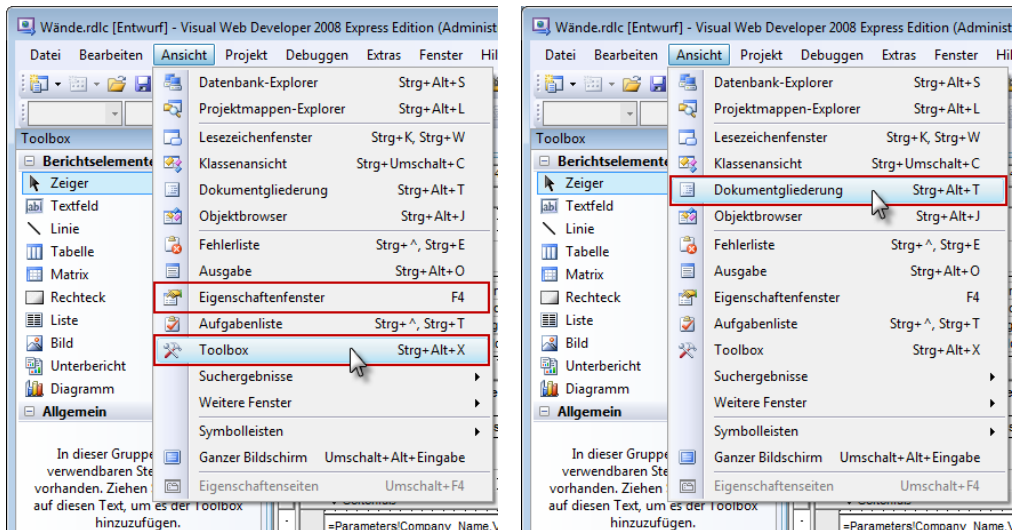 Wände.rdlc [Entwurf] - Visual Web Developer 2008 Express Edition (Administ
Datei Bearbeiten Ansicht Projekt Debuggen Extras Fenster Hil
Toolbox
Berichtselemente
Zeiger
Textfeld
Linie
Tabelle
Matrix
Rechteck
Liste
Bild
Unterbericht
Diagramm
Allgemein
In dieser Gruppe
verwendbaren Ste
vorhanden. Ziehen
auf diesen Text, um es der Toolbox
hinzuzufügen.
Datenbank-Explorer Strg+Alt+S
Projektmappen-Explorer Strg+Alt+L
Lesezeichenfenster Strg+K, Strg+W
Klassenansicht Strg+Umschalt+C
Dokumentgliederung Strg+Alt+T
Objektbrowser Strg+Alt+J
Fehlerliste Strg+^, Strg+E
Ausgabe Strg+Alt+O
Eigenschaftenfenster F4
Aufgabenliste Strg+^, Strg+T
Toolbox Strg+Alt+X
Suchergebnisse
Weitere Fenster
Symbolleisten
Ganzer Bildschirm Umschalt+Alt+Eingabe
Eigenschaftenseiten Umschalt+F4
=Parameters!Company_Name.V
Wände.rdlc [Entwurf] - Visual Web Developer 2008 Express Edition (Administ
Datei Bearbeiten Ansicht Projekt Debuggen Extras Fenster Hil
Toolbox
Berichtselemente
Zeiger
Textfeld
Linie
Tabelle
Matrix
Rechteck
Liste
Bild
Unterbericht
Diagramm
Allgemein
In dieser Gruppe
verwendbaren Ste
vorhanden. Ziehen
auf diesen Text, um es der Toolbox
hinzuzufügen.
Datenbank-Explorer Strg+Alt+S
Projektmappen-Explorer Strg+Alt+L
Lesezeichenfenster Strg+K, Strg+W
Klassenansicht Strg+Umschalt+C
Dokumentgliederung Strg+Alt+T
Objektbrowser Strg+Alt+J
Fehlerliste Strg+^, Strg+E
Ausgabe Strg+Alt+O
Eigenschaftenfenster F4
Aufgabenliste Strg+^, Strg+T
Toolbox Strg+Alt+X
Suchergebnisse
Weitere Fenster
Symbolleisten
Ganzer Bildschirm Umschalt+Alt+Eingabe
Eigenschaftenseiten Umschalt+F4
=Parameters!Company_Name.V